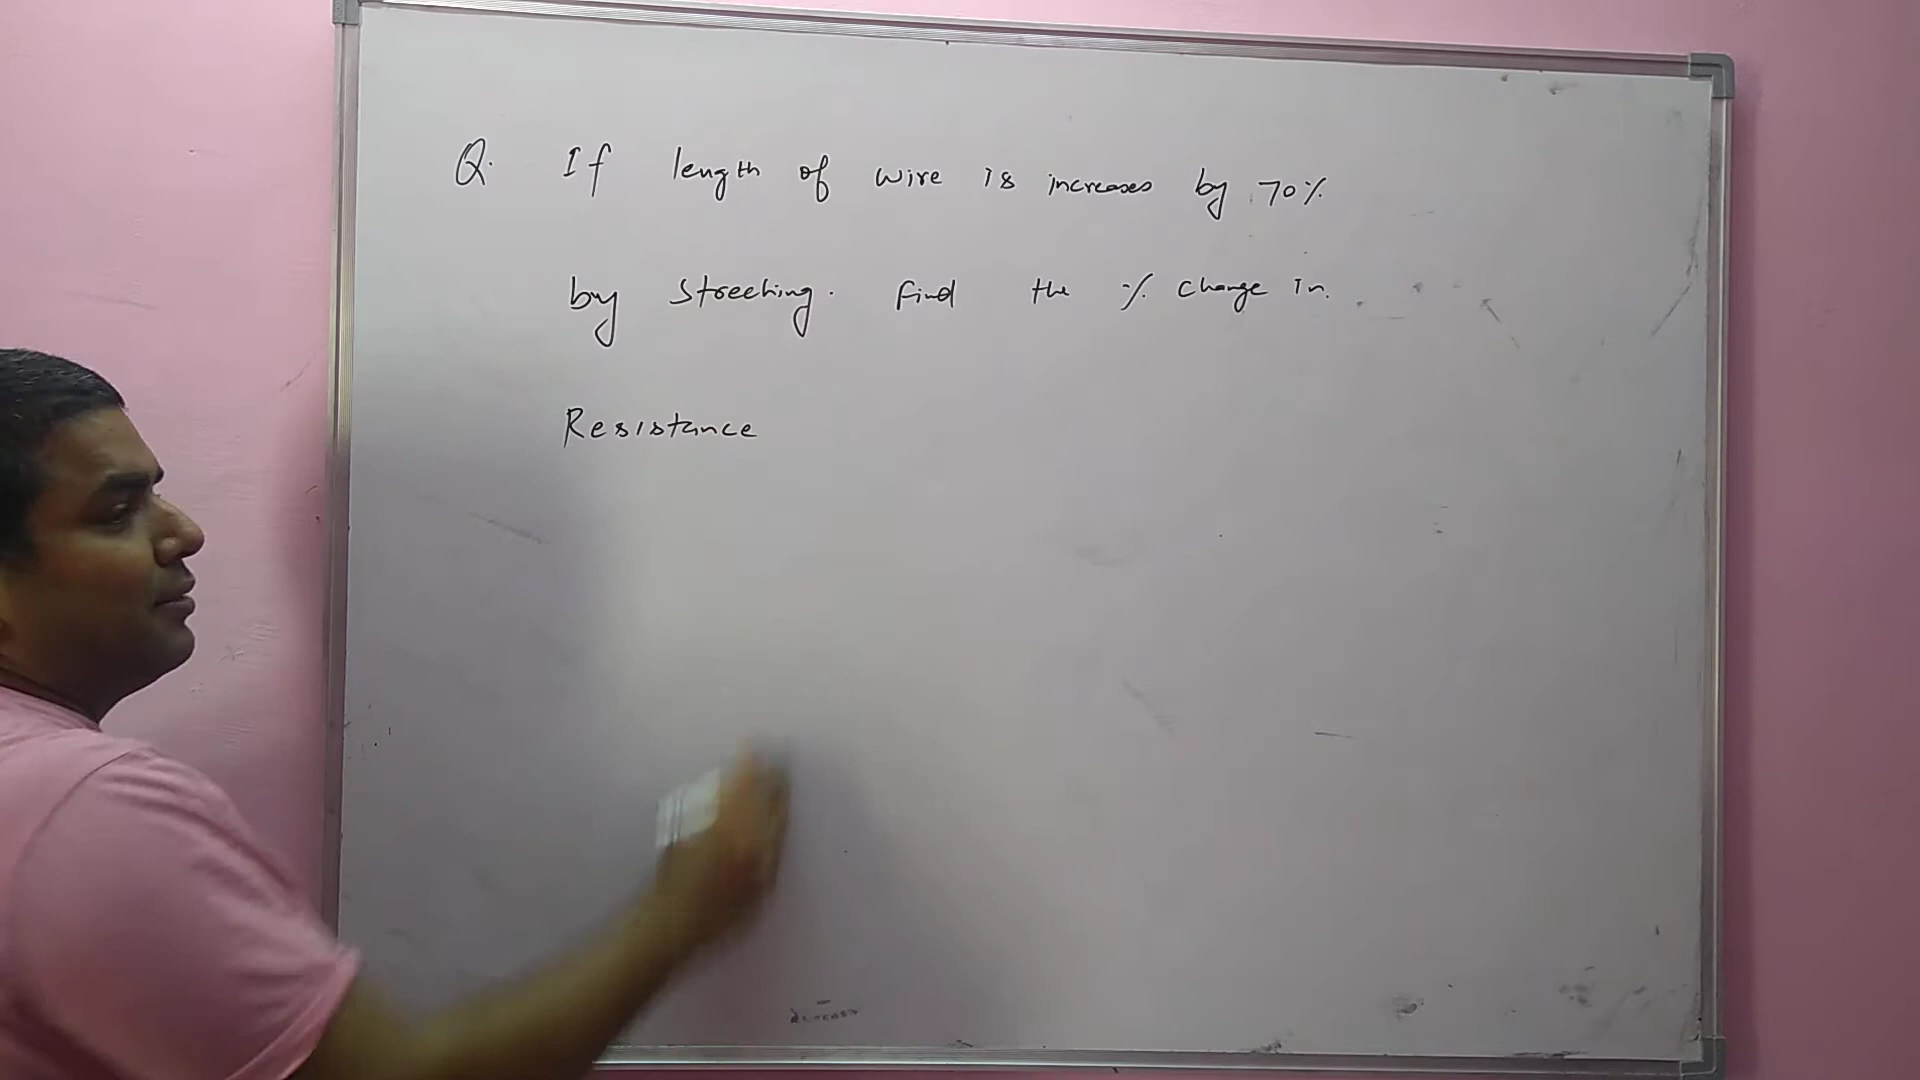 Q. If length of wire is increases by 70%
by streching. find the % change in.
Resistance